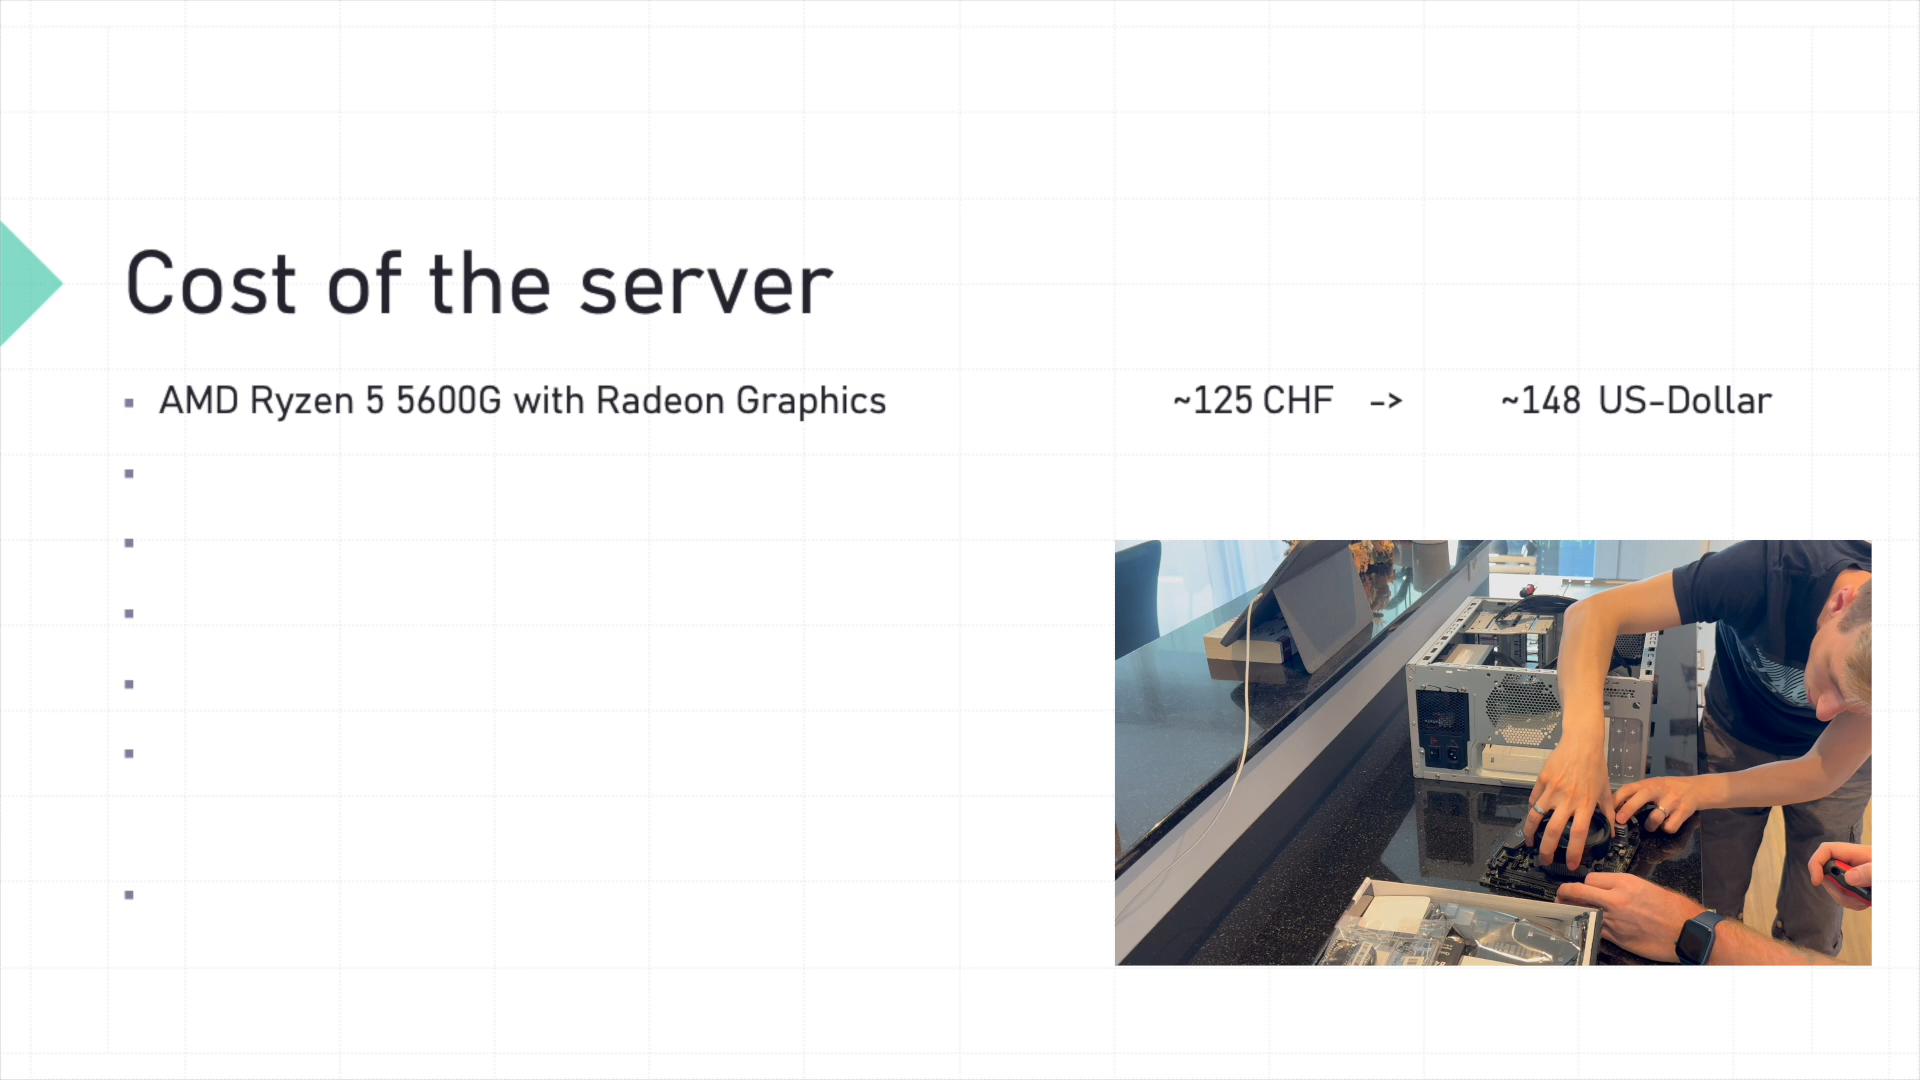 Cost of the server
AMD Ryzen 5 5600G with Radeon Graphics ~125 CHF -> ~148 US-Dollar